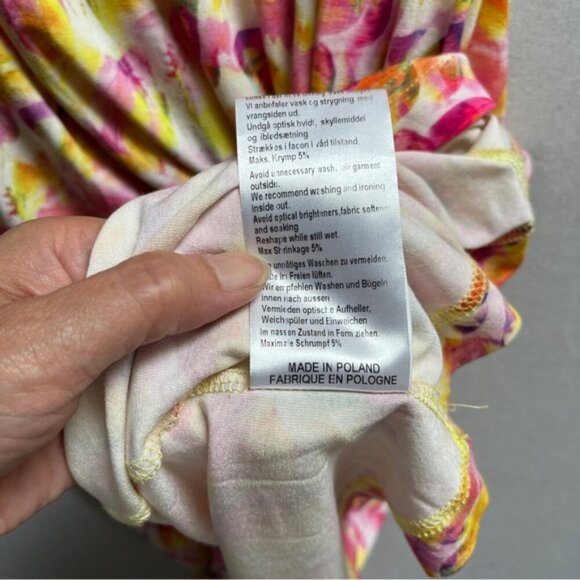 Vi anbefaler vask og strygning med
vrangsiden ud.
Undgå optisk hvidt, skyllemiddel
og iblødsætning
Strækkes i facon i våd tilstand.
Maks. Krymp 5%
Avoid unnecessary wash, air garment
outside.
We recommend washing and ironing
inside out.
Avoid optical brighteners, fabric softener
and soaking
Reshape while still wet.
Max Shrinkage 5%
unnötiges Waschen zu vermeiden,
im Freien lüften.
Wir empfehlen Washen und Bügeln
innen nach aussen
Vermieden optische Aufheller,
Weichspüler und Einweichen
Im nassen Zustand in Form ziehen.
Maximale Schrumpf 5%
MADE IN POLAND
FABRIQUE EN POLOGNE